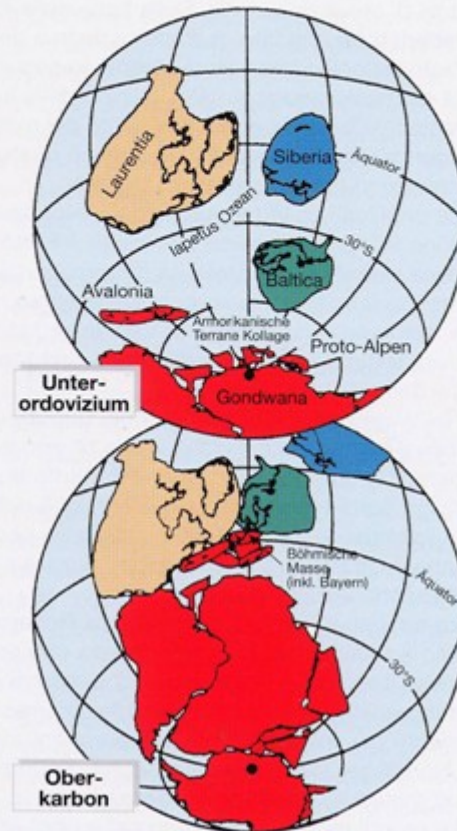 Laurentia
Siberia
Äquator
Iapetus Ozean
30°S
Baltica
Avalonia
Armorikanische
Terrane Kollage
Proto-Alpen
Unter-
ordovizium
Gondwana
Böhmische
Masse
(inkl. Bayern)
Äquator
30°S
Ober-
karbon